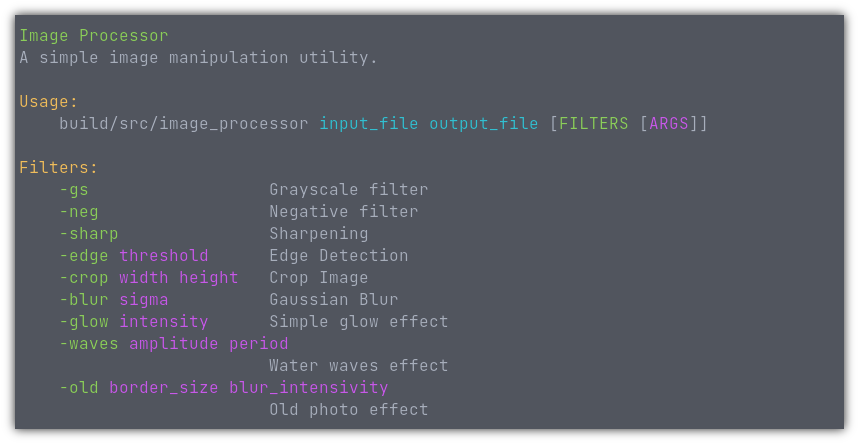 Image Processor
A simple image manipulation utility.
Usage:
build/src/image_processor input_file output_file [FILTERS [ARGS]]
Filters:
-gs Grayscale filter
-neg Negative filter
-sharp Sharpening
-edge threshold Edge Detection
-crop width height Crop Image
-blur sigma Gaussian Blur
-glow intensity Simple glow effect
-waves amplitude period
Water waves effect
-old border_size blur_intensivity
Old photo effect